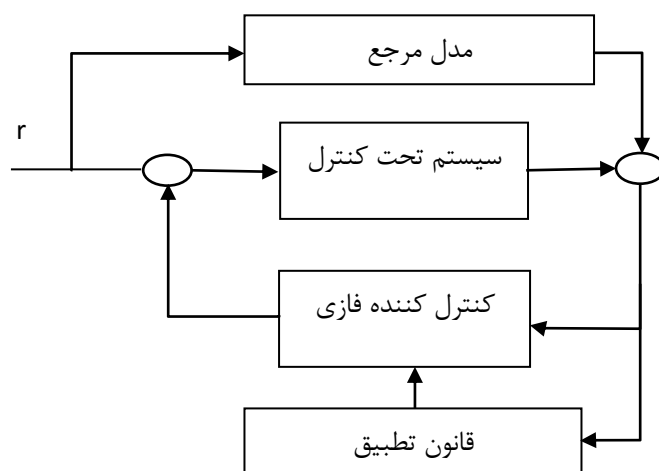 مدل مرجع
r
سیستم تحت کنترل
کنترل کننده فازی
قانون تطبیق